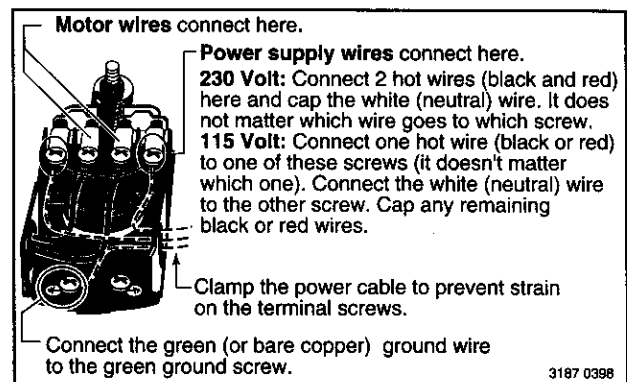 Motor wires connect here.
Power supply wires connect here.
230 Volt: Connect 2 hot wires (black and red)
here and cap the white (neutral) wire. It does
not matter which wire goes to which screw.
115 Volt: Connect one hot wire (black or red)
to one of these screws (it doesn't matter
which one). Connect the white (neutral) wire
to the other screw. Cap any remaining
black or red wires.
Clamp the power cable to prevent strain
on the terminal screws.
Connect the green (or bare copper) ground wire
to the green ground screw.
3187 0398